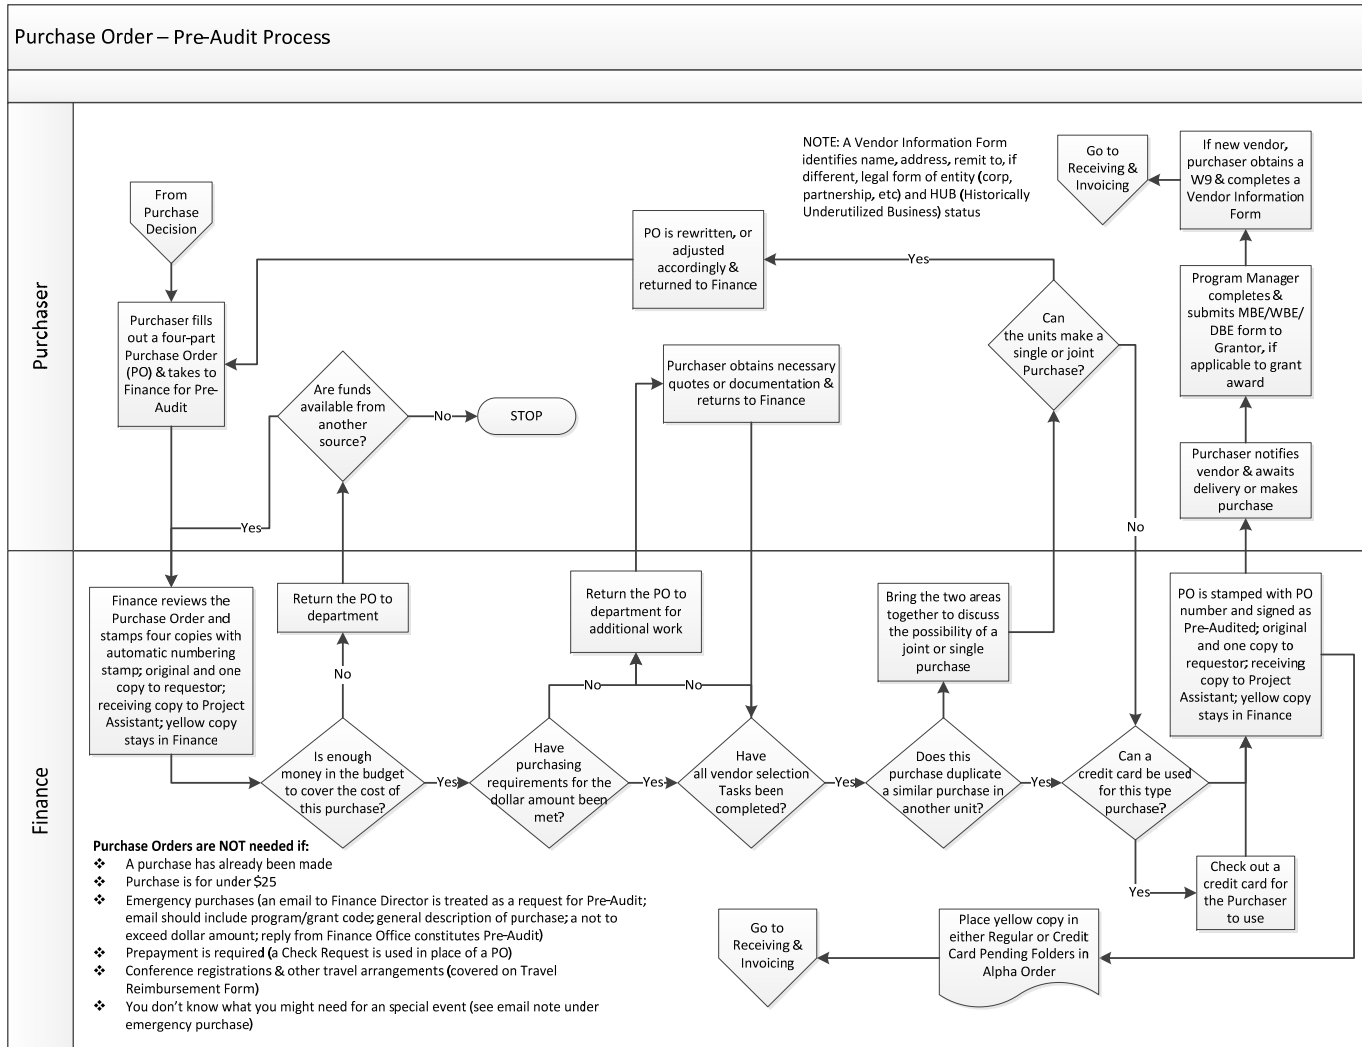 Purchase Order – Pre-Audit Process
Purchaser
From
Purchase
Decision
Purchaser fills
out a four-part
Purchase Order
(PO) & takes to
Finance for Pre-
Audit
Are funds
available from
another
source?
No
STOP
Yes
PO is rewritten, or
adjusted
accordingly &
returned to Finance
Yes
Purchaser obtains necessary
quotes or documentation &
returns to Finance
NOTE: A Vendor Information Form
identifies name, address, remit to, if
different, legal form of entity (corp,
partnership, etc) and HUB (Historically
Underutilized Business) status
Can
the units make a
single or joint
Purchase?
No
Go to
Receiving &
Invoicing
If new vendor,
purchaser obtains a
W9 & completes a
Vendor Information
Form
Program Manager
completes &
submits MBE/WBE/
DBE form to
Grantor, if
applicable to grant
award
Purchaser notifies
vendor & awaits
delivery or makes
purchase
Finance
Finance reviews the
Purchase Order and
stamps four copies with
automatic numbering
stamp; original and one
copy to requestor;
receiving copy to Project
Assistant; yellow copy
stays in Finance
Return the PO to
department
No
Is enough
money in the budget
to cover the cost of
this purchase?
Yes
Return the PO to
department for
additional work
No
No
Have
purchasing
requirements for the
dollar amount been
met?
Yes
Have
all vendor selection
Tasks been
completed?
Yes
Bring the two areas
together to discuss
the possibility of a
joint or single
purchase
Does this
purchase duplicate
a similar purchase in
another unit?
Yes
Can a
credit card be used
for this type
purchase?
Yes
PO is stamped with PO
number and signed as
Pre-Audited; original
and one copy to
requestor; receiving
copy to Project
Assistant; yellow copy
stays in Finance
Check out a
credit card for
the Purchaser
to use
Place yellow copy in
either Regular or Credit
Card Pending Folders in
Alpha Order
Go to
Receiving &
Invoicing
Purchase Orders are NOT needed if:
❖ A purchase has already been made
❖ Purchase is for under $25
❖ Emergency purchases (an email to Finance Director is treated as a request for Pre-Audit;
email should include program/grant code; general description of purchase; a not to
exceed dollar amount; reply from Finance Office constitutes Pre-Audit)
❖ Prepayment is required (a Check Request is used in place of a PO)
❖ Conference registrations & other travel arrangements (covered on Travel
Reimbursement Form)
❖ You don't know what you might need for an special event (see email note under
emergency purchase)